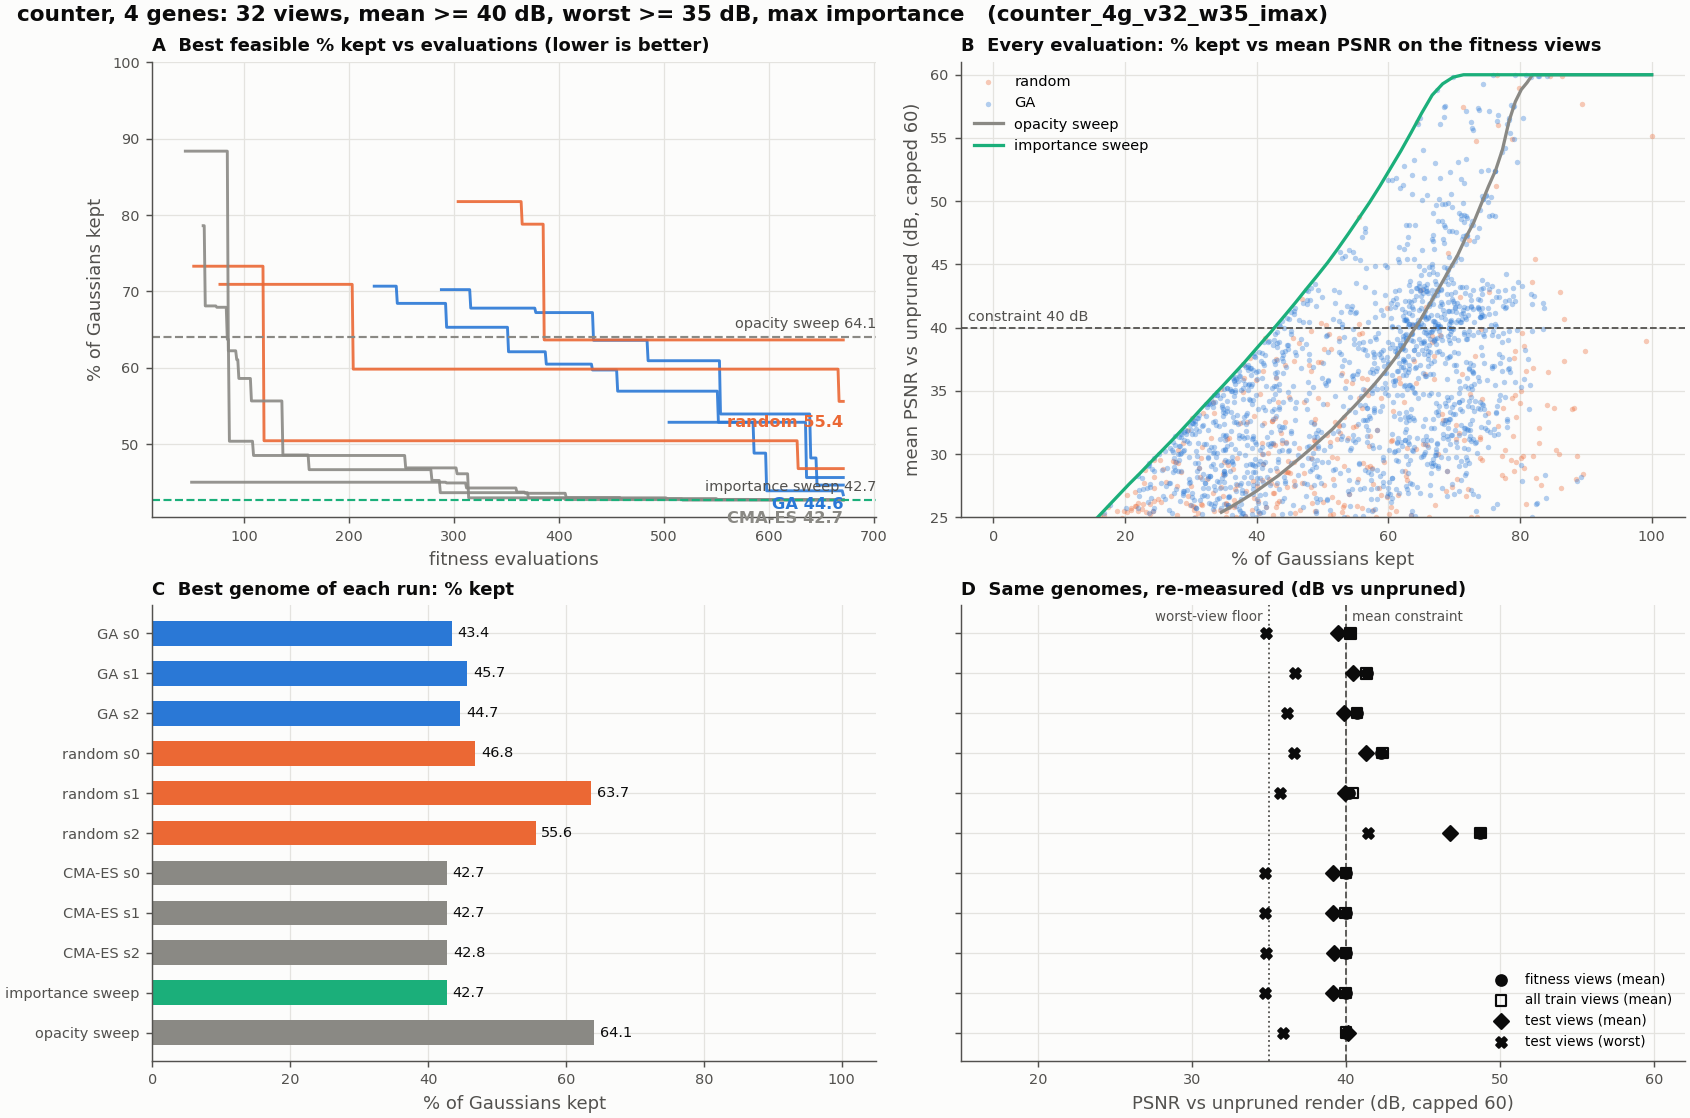 counter, 4 genes: 32 views, mean >= 40 dB, worst >= 35 dB, max importance (counter_4g_v32_w35_imax)
A Best feasible % kept vs evaluations (lower is better)
100
90
80
70
60
50
% of Gaussians kept
opacity sweep 64.1
random 55.4
importance sweep 42.7
GA 44.6
CMA-ES 42.7
100
200
300
400
500
600
700
fitness evaluations
B Every evaluation: % kept vs mean PSNR on the fitness views
random
GA
opacity sweep
importance sweep
constraint 40 dB
60
55
50
45
40
35
30
25
mean PSNR vs unpruned (dB, capped 60)
0
20
40
60
80
100
% of Gaussians kept
C Best genome of each run: % kept
GA s0
43.4
GA s1
45.7
GA s2
44.7
random s0
46.8
random s1
63.7
random s2
55.6
CMA-ES s0
42.7
CMA-ES s1
42.7
CMA-ES s2
42.8
importance sweep
42.7
opacity sweep
64.1
0
20
40
60
80
100
% of Gaussians kept
D Same genomes, re-measured (dB vs unpruned)
worst-view floor
mean constraint
fitness views (mean)
all train views (mean)
test views (mean)
test views (worst)
20
30
40
50
60
PSNR vs unpruned render (dB, capped 60)